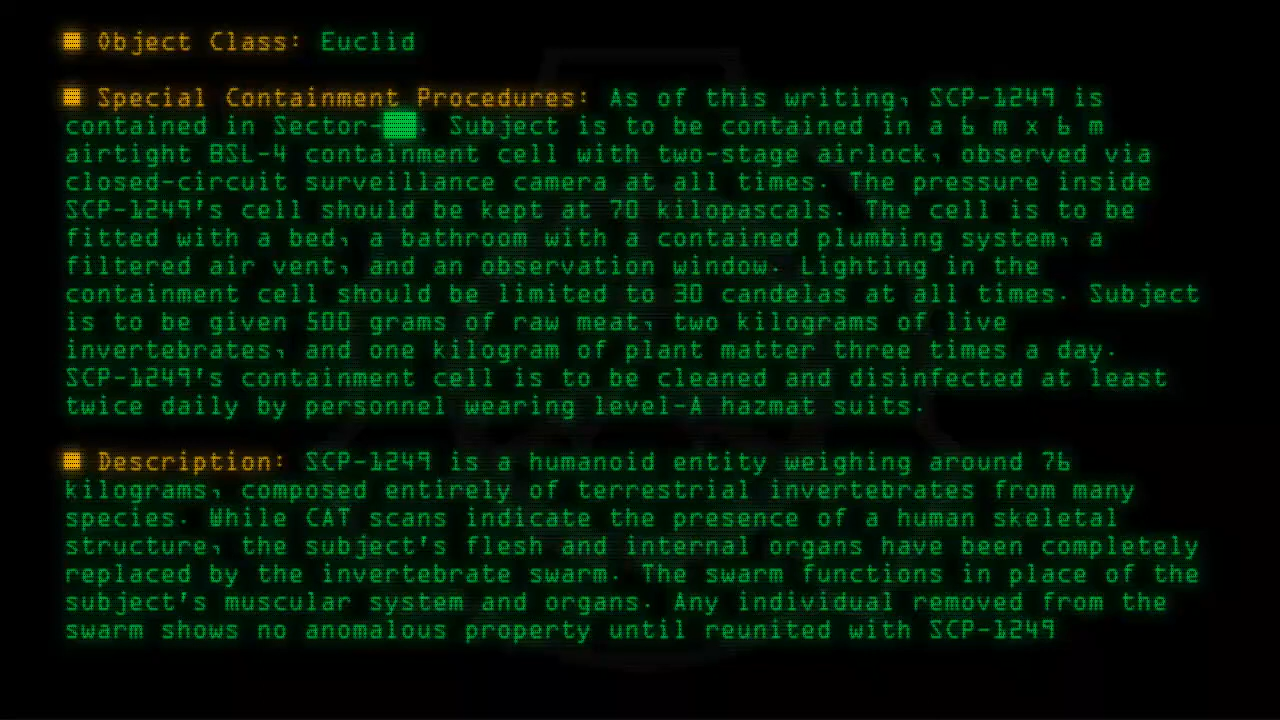 ■ Object Class: Euclid
■ Special Containment Procedures: As of this writing, SCP-1249 is
contained in Sector-██. Subject is to be contained in a 6 m x 6 m
airtight BSL-4 containment cell with two-stage airlock, observed via
closed-circuit surveillance camera at all times. The pressure inside
SCP-1249's cell should be kept at 70 kilopascals. The cell is to be
fitted with a bed, a bathroom with a contained plumbing system, a
filtered air vent, and an observation window. Lighting in the
containment cell should be limited to 30 candelas at all times. Subject
is to be given 500 grams of raw meat, two kilograms of live
invertebrates, and one kilogram of plant matter three times a day.
SCP-1249's containment cell is to be cleaned and disinfected at least
twice daily by personnel wearing level-A hazmat suits.
■ Description: SCP-1249 is a humanoid entity weighing around 76
kilograms, composed entirely of terrestrial invertebrates from many
species. While CAT scans indicate the presence of a human skeletal
structure, the subject's flesh and internal organs have been completely
replaced by the invertebrate swarm. The swarm functions in place of the
subject's muscular system and organs. Any individual removed from the
swarm shows no anomalous property until reunited with SCP-1249